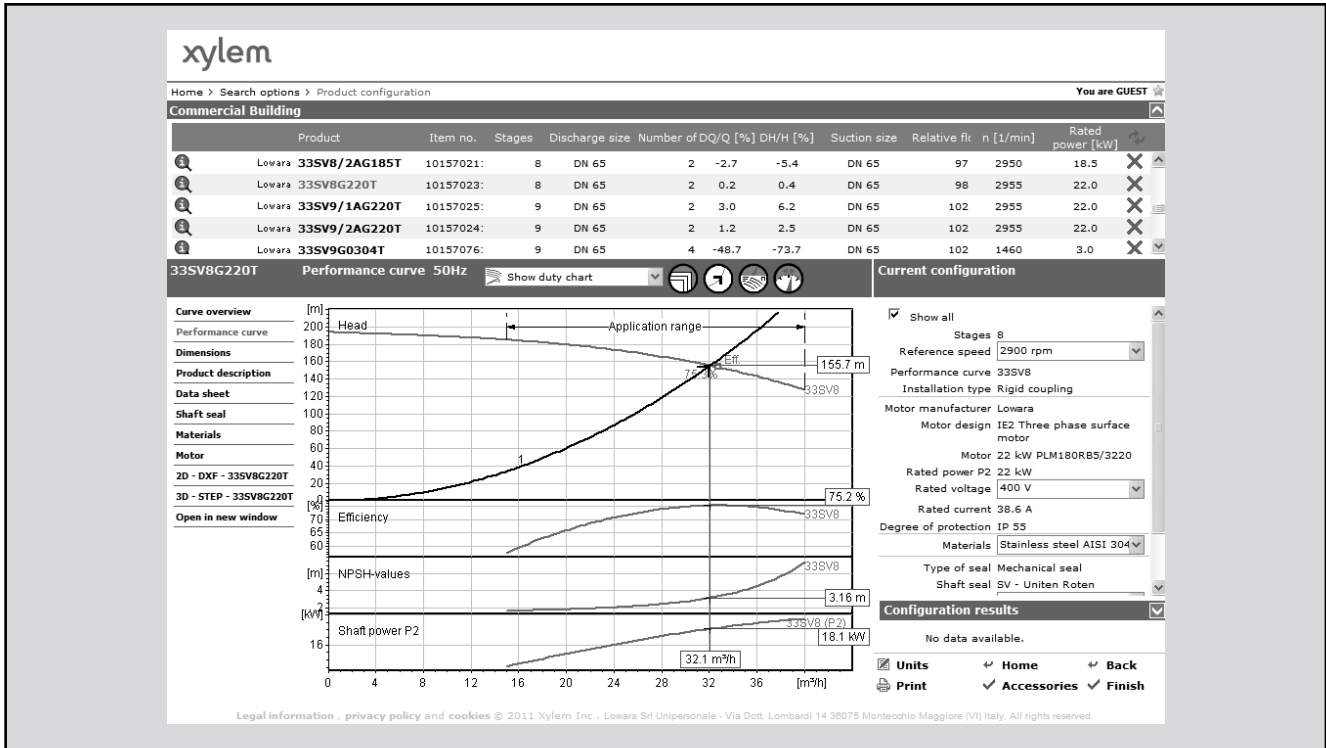 xylem
Home > Search options > Product configuration You are GUEST
Commercial Building
Product Item no. Stages Discharge size Number of DQ/Q [%] DH/H [%] Suction size Relative flc n [1/min] Rated power [kW]
Lowara 33SV8/2AG185T 10157021: 8 DN 65 2 -2.7 -5.4 DN 65 97 2950 18.5
Lowara 33SV8G220T 10157023: 8 DN 65 2 0.2 0.4 DN 65 98 2955 22.0
Lowara 33SV9/1AG220T 10157025: 9 DN 65 2 3.0 6.2 DN 65 102 2955 22.0
Lowara 33SV9/2AG220T 10157024: 9 DN 65 2 1.2 2.5 DN 65 102 2955 22.0
Lowara 33SV9G0304T 10157076: 9 DN 65 4 -48.7 -73.7 DN 65 102 1460 3.0
33SV8G220T Performance curve 50Hz Show duty chart Current configuration
Curve overview
Performance curve
Dimensions
Product description
Data sheet
Shaft seal
Materials
Motor
2D - DXF - 33SV8G220T
3D - STEP - 33SV8G220T
Open in new window
[m]
200
180
160
140
120
100
80
60
40
20
0
Head
Application range
Eff.
75.3%
155.7 m
33SV8
1
75.2 %
[%]
70
65
60
Efficiency
33SV8
[m]
4
2
NPSH-values
33SV8
3.16 m
[kW]
16
Shaft power P2
33SV8 (P2)
18.1 kW
32.1 m³/h
0 4 8 12 16 20 24 28 32 36 [m³/h]
Show all
Stages 8
Reference speed 2900 rpm
Performance curve 33SV8
Installation type Rigid coupling
Motor manufacturer Lowara
Motor design IE2 Three phase surface
motor
Motor 22 kW PLM180RB5/3220
Rated power P2 22 kW
Rated voltage 400 V
Rated current 38.6 A
Degree of protection IP 55
Materials Stainless steel AISI 304
Type of seal Mechanical seal
Shaft seal SV - Uniten Roten
Configuration results
No data available.
Units Home Back
Print Accessories Finish
Legal information , privacy policy and cookies © 2011 Xylem Inc . Lowara Srl Unipersonale - Via Dott. Lombardi 14 36075 Montecchio Maggiore (VI) Italy. All rights reserved.